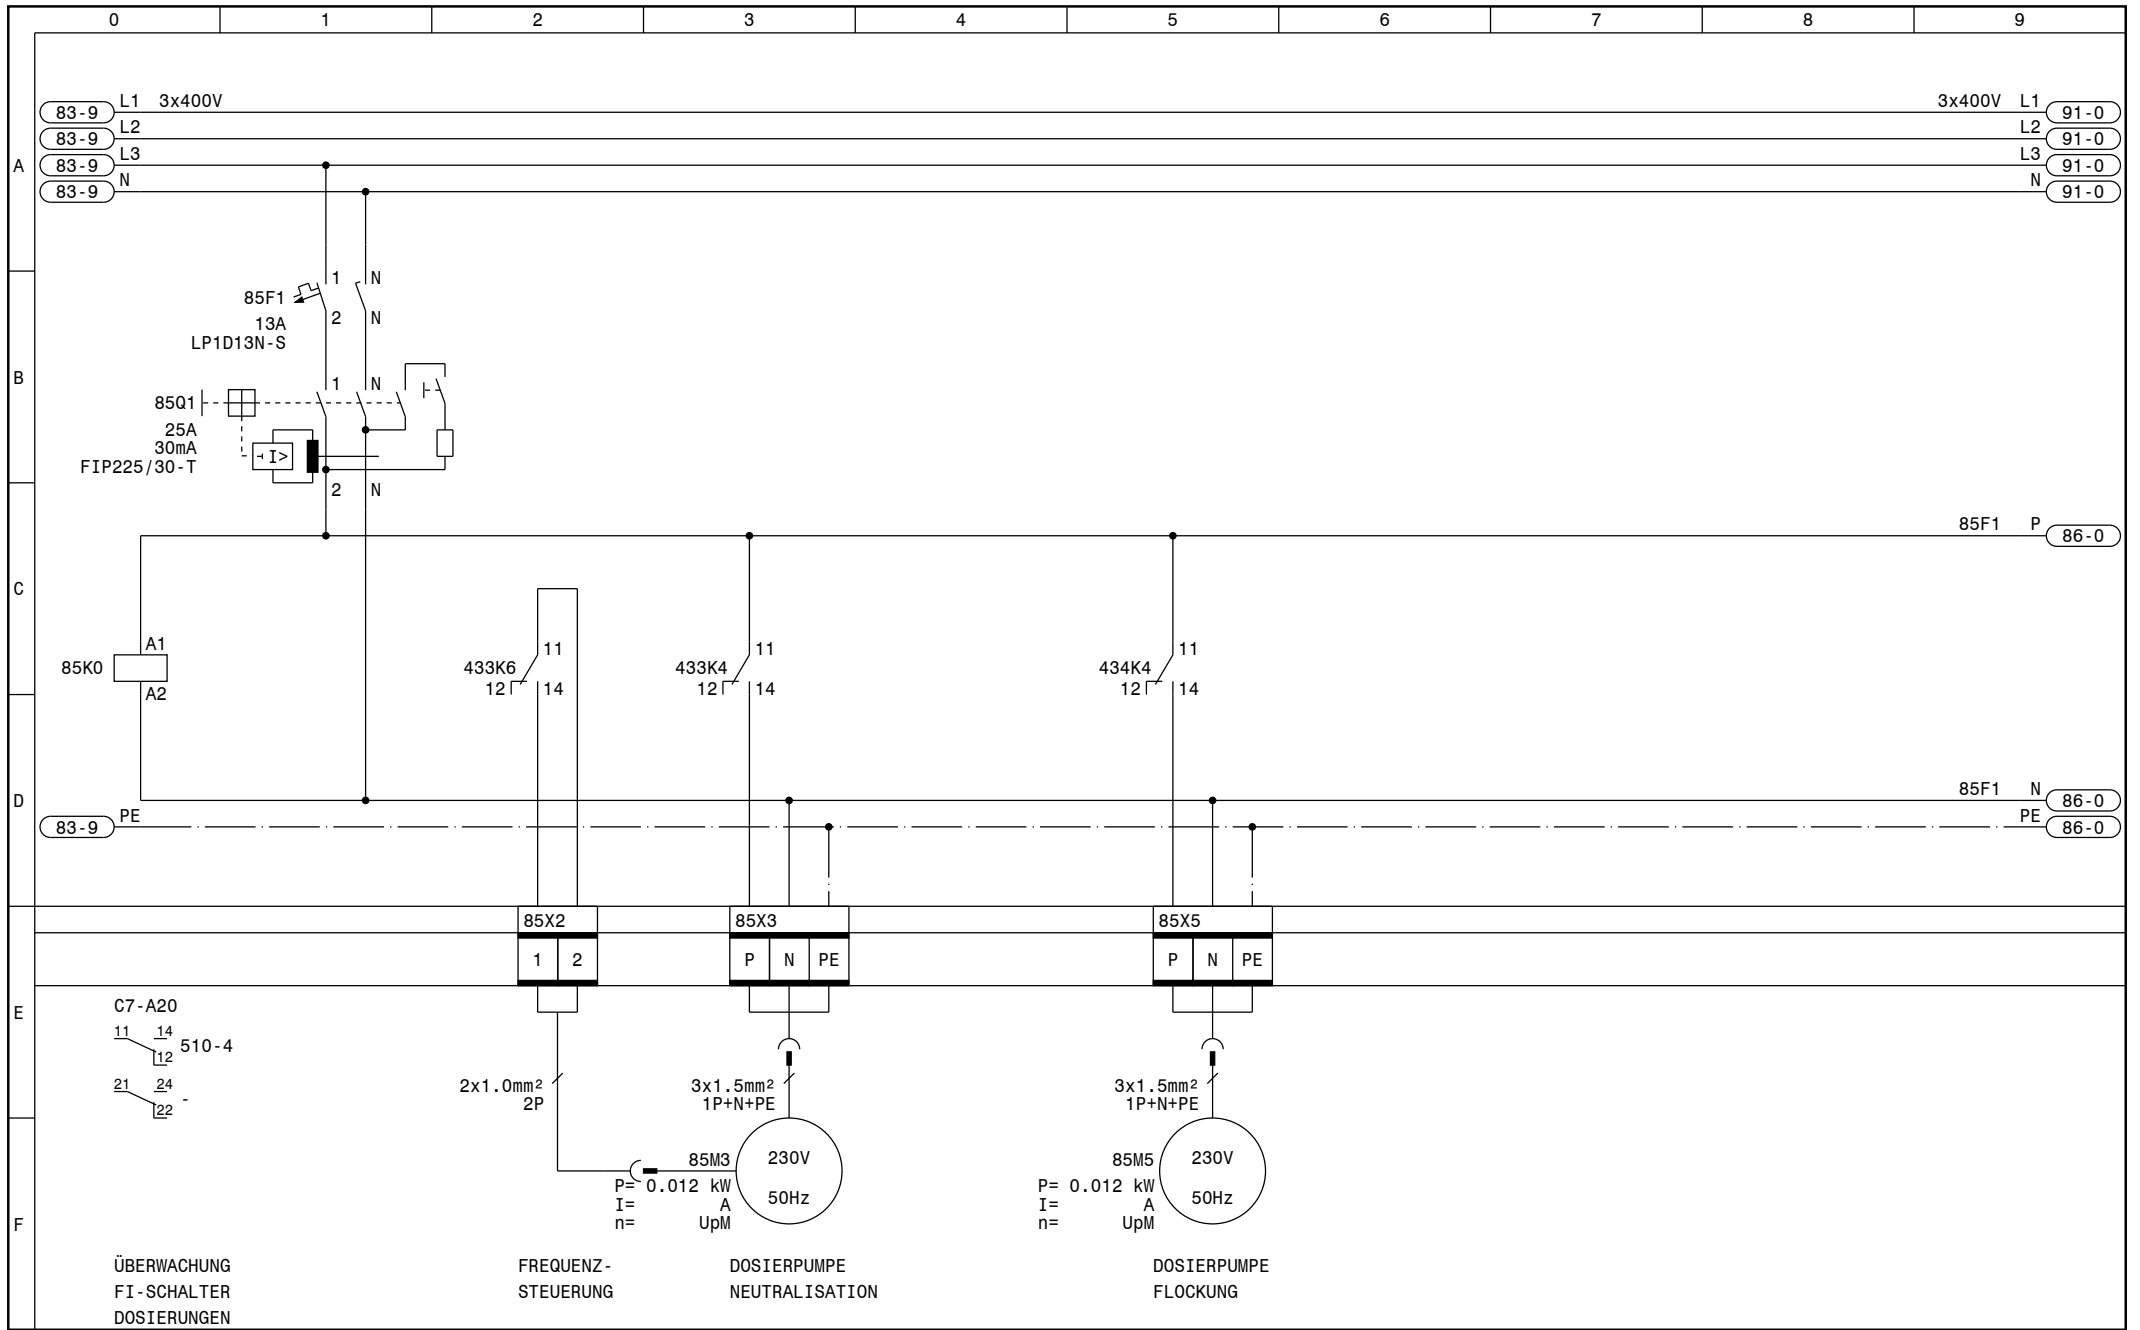 0 1 2 3 4 5 6 7 8 9
L1 3x400V 3x400V L1
83-9 91-0
L2 L2
83-9 91-0
L3 L3
A 83-9 91-0
N N
83-9 91-0
1 N
85F1
13A 2 N
LP1D13N-S
B
1 N
85Q1
25A
30mA
FIP225/30-T
I>
2 N
85F1 P
86-0
C
A1 11 11 11
85K0 433K6 433K4 434K4
A2 12 14 12 14 12 14
D
85F1 N
86-0
PE PE
83-9 86-0
85X2 85X3 85X5
1 2 P N PE P N PE
E
C7-A20
11 14
12 510-4
21 24
22 -
2x1.0mm² 3x1.5mm² 3x1.5mm²
2P 1P+N+PE 1P+N+PE
85M3 230V 85M5 230V
P= 0.012 kW P= 0.012 kW
I= A 50Hz I= A 50Hz
n= UpM n= UpM
F
ÜBERWACHUNG FREQUENZ- DOSIERPUMPE DOSIERPUMPE
FI-SCHALTER STEUERUNG NEUTRALISATION FLOCKUNG
DOSIERUNGEN